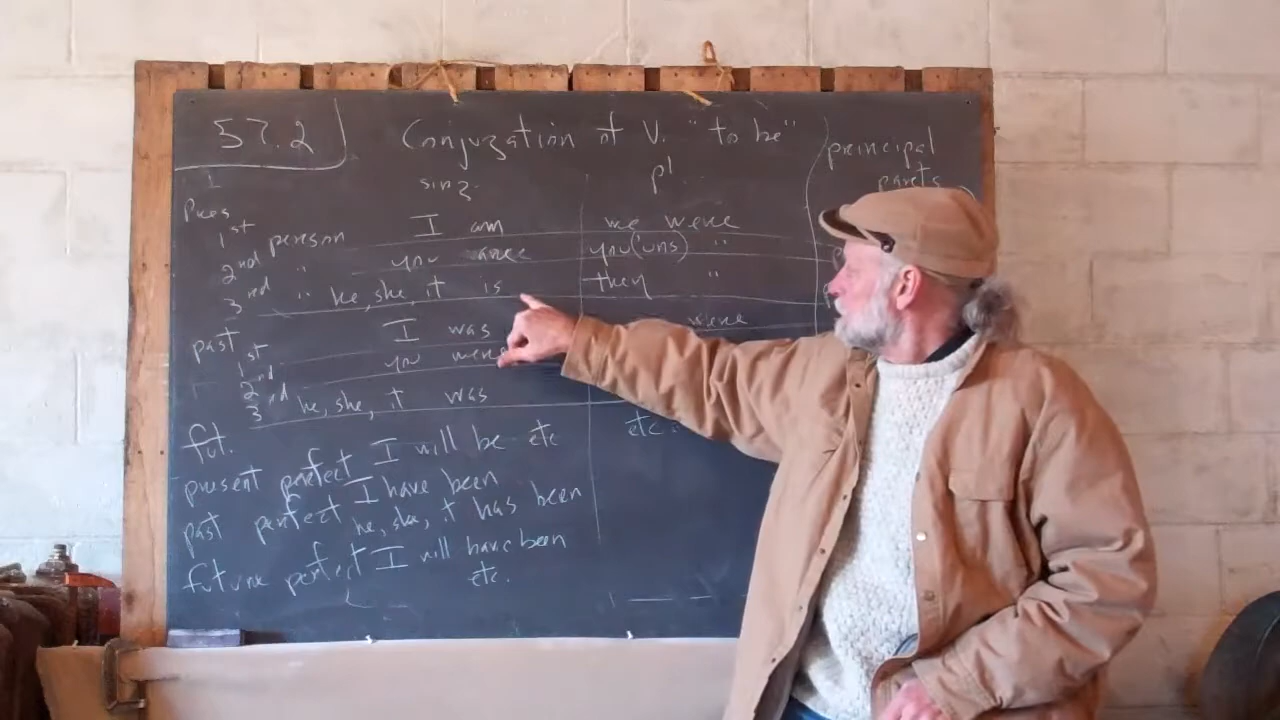 57.2 Conjugation of V. "to be" principal parts
sing. pl.
Pres
1st person I am we were
2nd " you are you('uns) "
3rd " he, she, it is they "
past
1st I was were
2nd you were
3rd he, she, it was
fut. I will be etc etc.
present perfect I have been
past perfect he, she, it has been
future perfect I will have been
etc.